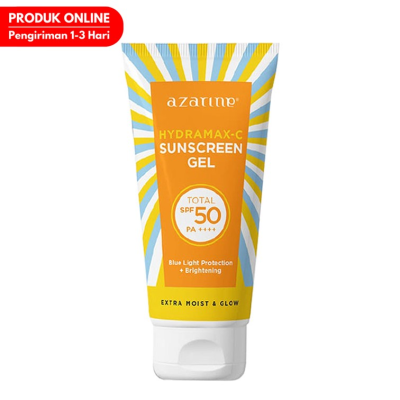 PRODUK ONLINE
Pengiriman 1-3 Hari
azarine®
HYDRAMAX-C
SUNSCREEN
GEL
TOTAL
SPF 50
PA ++++
Blue Light Protection
+ Brightening
EXTRA MOIST & GLOW